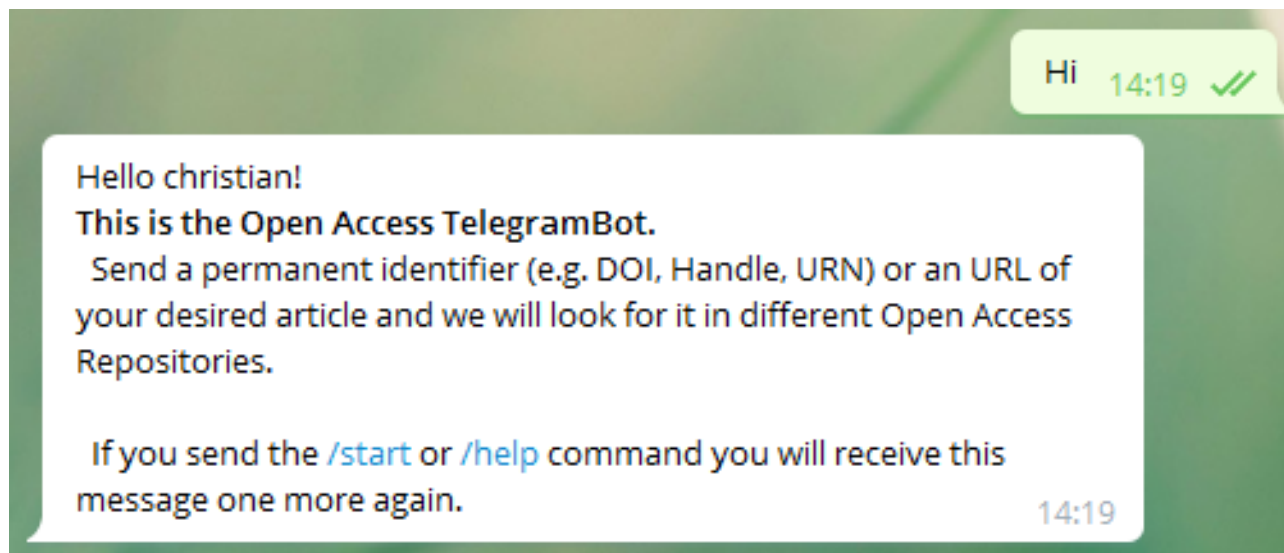 Hi 14:19
Hello christian!
This is the Open Access TelegramBot.
Send a permanent identifier (e.g. DOI, Handle, URN) or an URL of
your desired article and we will look for it in different Open Access
Repositories.
If you send the /start or /help command you will receive this
message one more again.
14:19